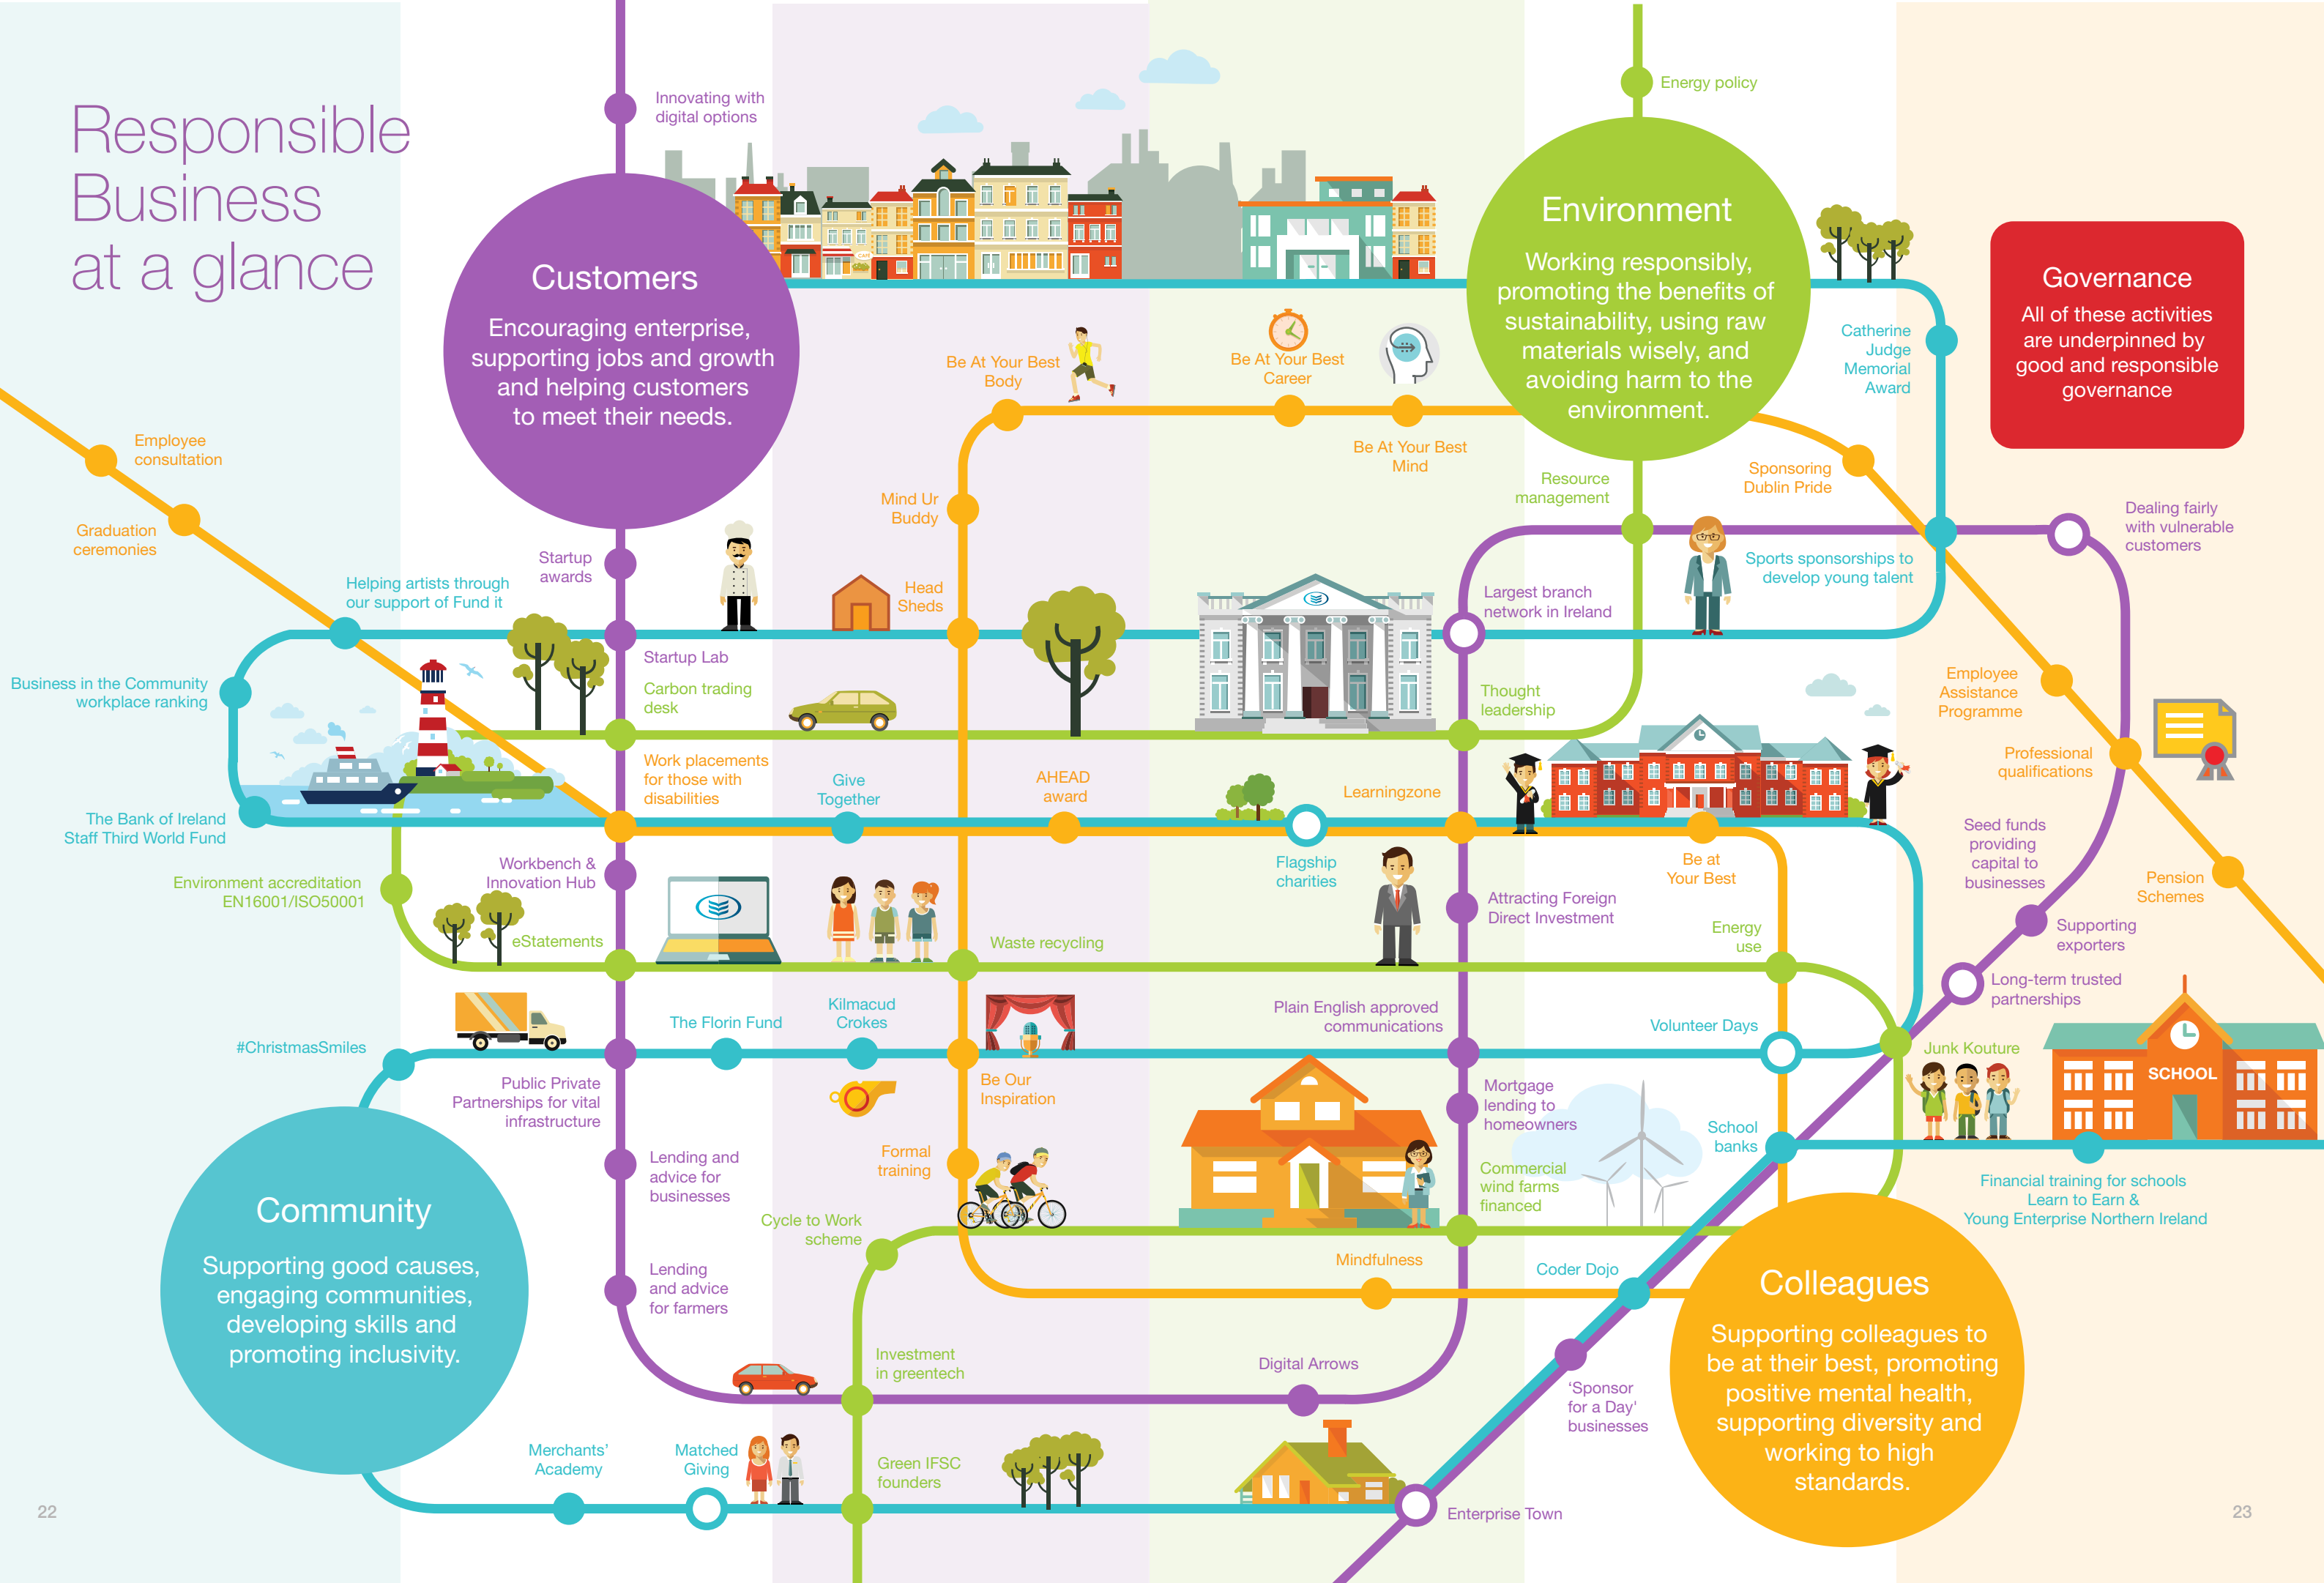 Responsible
Business
at a glance
Innovating with
digital options
Energy policy
Customers
Encouraging enterprise,
supporting jobs and growth
and helping customers
to meet their needs.
Environment
Working responsibly,
promoting the benefits of
sustainability, using raw
materials wisely, and
avoiding harm to the
environment.
Governance
All of these activities
are underpinned by
good and responsible
governance
CAFE
Catherine
Judge
Memorial
Award
Be At Your Best
Body
Be At Your Best
Career
Be At Your Best
Mind
Employee
consultation
Graduation
ceremonies
Mind Ur
Buddy
Resource
management
Sponsoring
Dublin Pride
Dealing fairly
with vulnerable
customers
Startup
awards
Helping artists through
our support of Fund it
Head
Sheds
Largest branch
network in Ireland
Sports sponsorships to
develop young talent
Startup Lab
Carbon trading
desk
Business in the Community
workplace ranking
Thought
leadership
Employee
Assistance
Programme
Professional
qualifications
Work placements
for those with
disabilities
Give
Together
AHEAD
award
Learningzone
The Bank of Ireland
Staff Third World Fund
Flagship
charities
Be at
Your Best
Seed funds
providing
capital to
businesses
Pension
Schemes
Workbench &
Innovation Hub
Environment accreditation
EN16001/ISO50001
Attracting Foreign
Direct Investment
eStatements
Waste recycling
Energy
use
Supporting
exporters
Long-term trusted
partnerships
The Florin Fund
Kilmacud
Crokes
Plain English approved
communications
Volunteer Days
#ChristmasSmiles
Junk Kouture
SCHOOL
Public Private
Partnerships for vital
infrastructure
Be Our
Inspiration
Mortgage
lending to
homeowners
School
banks
Lending and
advice for
businesses
Formal
training
Commercial
wind farms
financed
Financial training for schools
Learn to Earn &
Young Enterprise Northern Ireland
Community
Supporting good causes,
engaging communities,
developing skills and
promoting inclusivity.
Cycle to Work
scheme
Lending
and advice
for farmers
Mindfulness
Coder Dojo
Colleagues
Supporting colleagues to
be at their best, promoting
positive mental health,
supporting diversity and
working to high
standards.
Investment
in greentech
Digital Arrows
'Sponsor
for a Day'
businesses
Merchants'
Academy
Matched
Giving
Green IFSC
founders
Enterprise Town
22
23